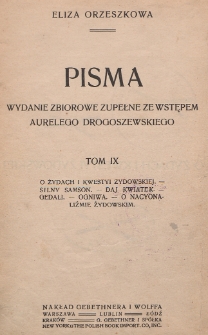 ELIZA ORZESZKOWA
PISMA
WYDANIE ZBIOROWE ZUPEŁNE ZE WSTĘPEM
AURELEGO DROGOSZEWSKIEGO
TOM IX
O ŻYDACH I KWESTYI ŻYDOWSKIEJ. —
SILNY SAMSON. — DAJ KWIATEK. —
GEDALI. — OGNIWA. — O NACYONA-
LIŹMIE ŻYDOWSKIM.
NAKŁAD GEBETHNERA I WOLFFA
WARSZAWA — LUBLIN — ŁÓDŹ
KRAKÓW — G. GEBETHNER I SPÓŁKA
NEW YORK & THE POLISH BOOK IMPORT. CO., INC.